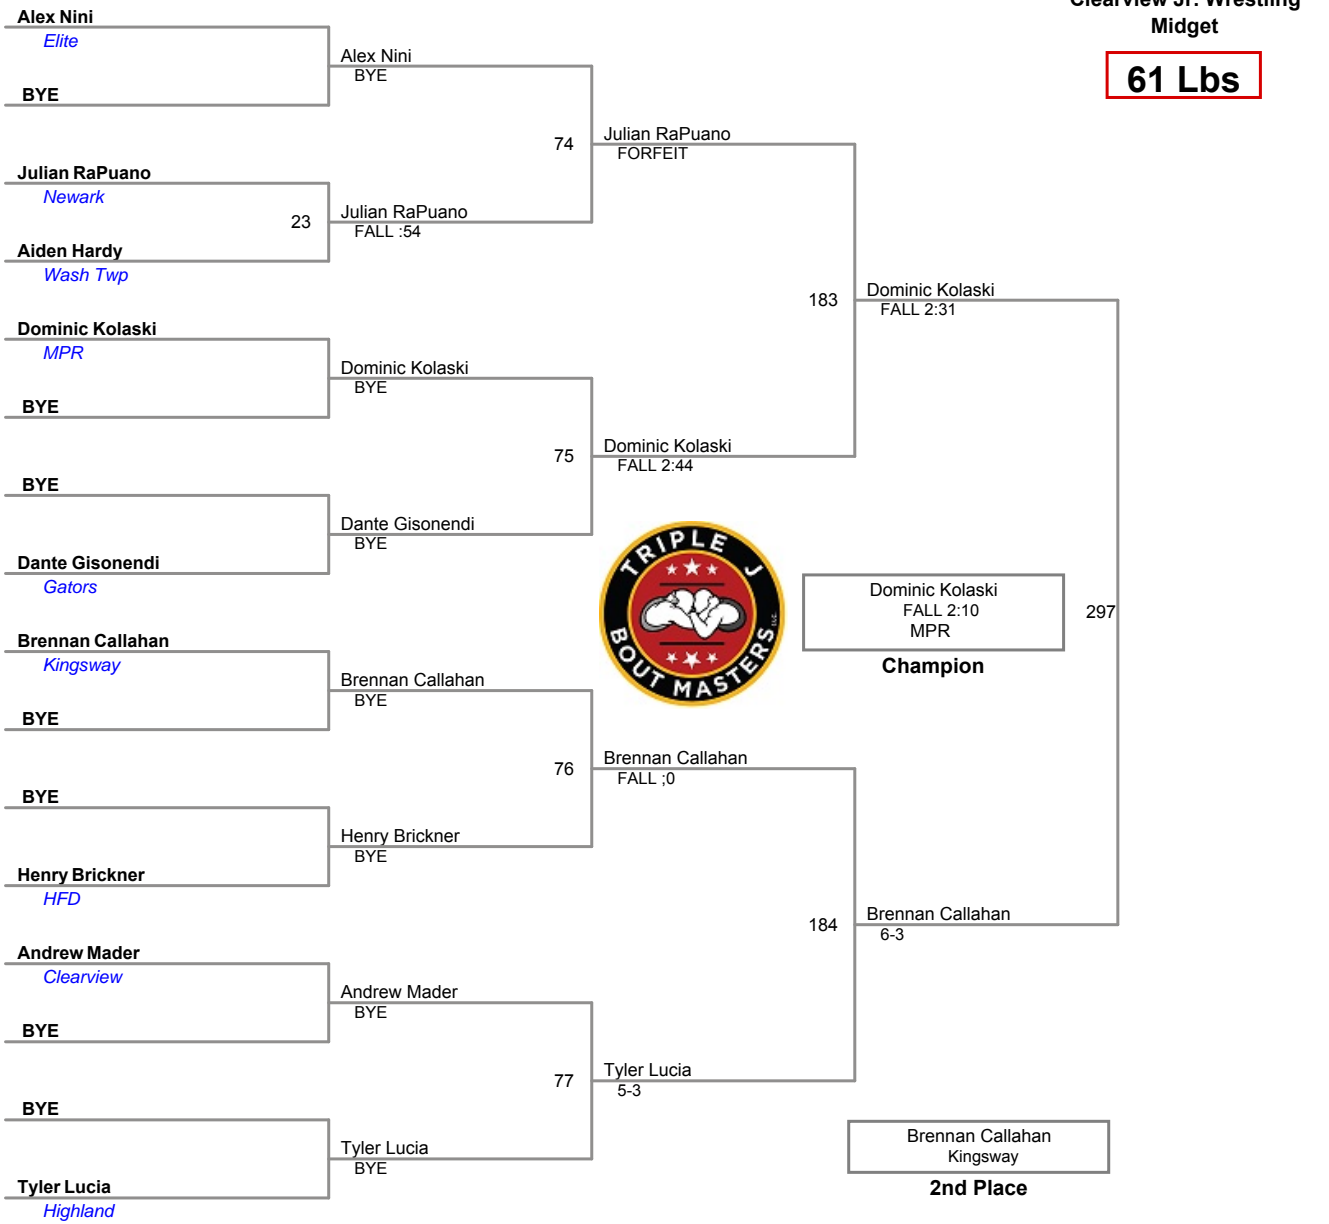 Clearview Jr. Wrestling
Midget
61 Lbs
Alex Nini
Elite
Alex Nini
BYE
BYE
74
Julian RaPuano
FORFEIT
Julian RaPuano
Newark
23
Julian RaPuano
FALL :54
Aiden Hardy
Wash Twp
183
Dominic Kolaski
FALL 2:31
Dominic Kolaski
MPR
Dominic Kolaski
BYE
BYE
75
Dominic Kolaski
FALL 2:44
BYE
Dante Gisonendi
BYE
Dante Gisonendi
Gators
TRIPLE J
BOUT MASTERS
Dominic Kolaski
FALL 2:10
MPR
297
Champion
Brennan Callahan
Kingsway
Brennan Callahan
BYE
BYE
76
Brennan Callahan
FALL ;0
BYE
Henry Brickner
BYE
Henry Brickner
HFD
184
Brennan Callahan
6-3
Andrew Mader
Clearview
Andrew Mader
BYE
BYE
77
Tyler Lucia
5-3
BYE
Tyler Lucia
BYE
Tyler Lucia
Highland
Brennan Callahan
Kingsway
2nd Place